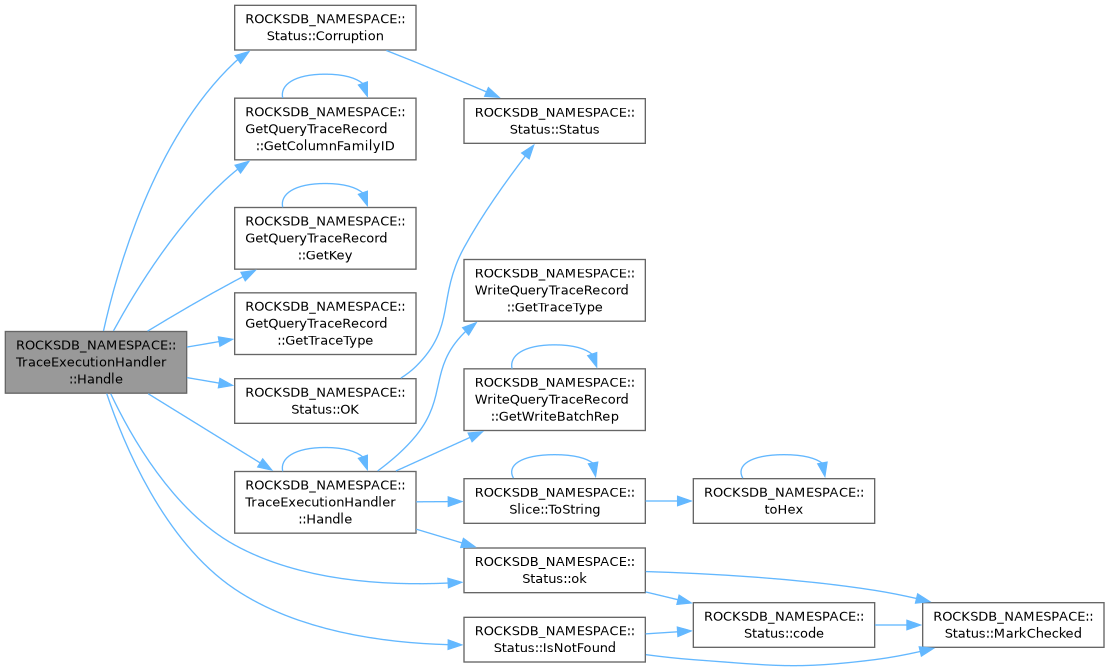 ROCKSDB_NAMESPACE::
TraceExecutionHandler
::Handle
ROCKSDB_NAMESPACE::
Status::Corruption
ROCKSDB_NAMESPACE::
GetQueryTraceRecord
::GetColumnFamilyID
ROCKSDB_NAMESPACE::
GetQueryTraceRecord
::GetKey
ROCKSDB_NAMESPACE::
GetQueryTraceRecord
::GetTraceType
ROCKSDB_NAMESPACE::
Status::OK
ROCKSDB_NAMESPACE::
TraceExecutionHandler
::Handle
ROCKSDB_NAMESPACE::
Status::Status
ROCKSDB_NAMESPACE::
WriteQueryTraceRecord
::GetTraceType
ROCKSDB_NAMESPACE::
WriteQueryTraceRecord
::GetWriteBatchRep
ROCKSDB_NAMESPACE::
Slice::ToString
ROCKSDB_NAMESPACE::
Status::ok
ROCKSDB_NAMESPACE::
Status::IsNotFound
ROCKSDB_NAMESPACE::
toHex
ROCKSDB_NAMESPACE::
Status::code
ROCKSDB_NAMESPACE::
Status::MarkChecked